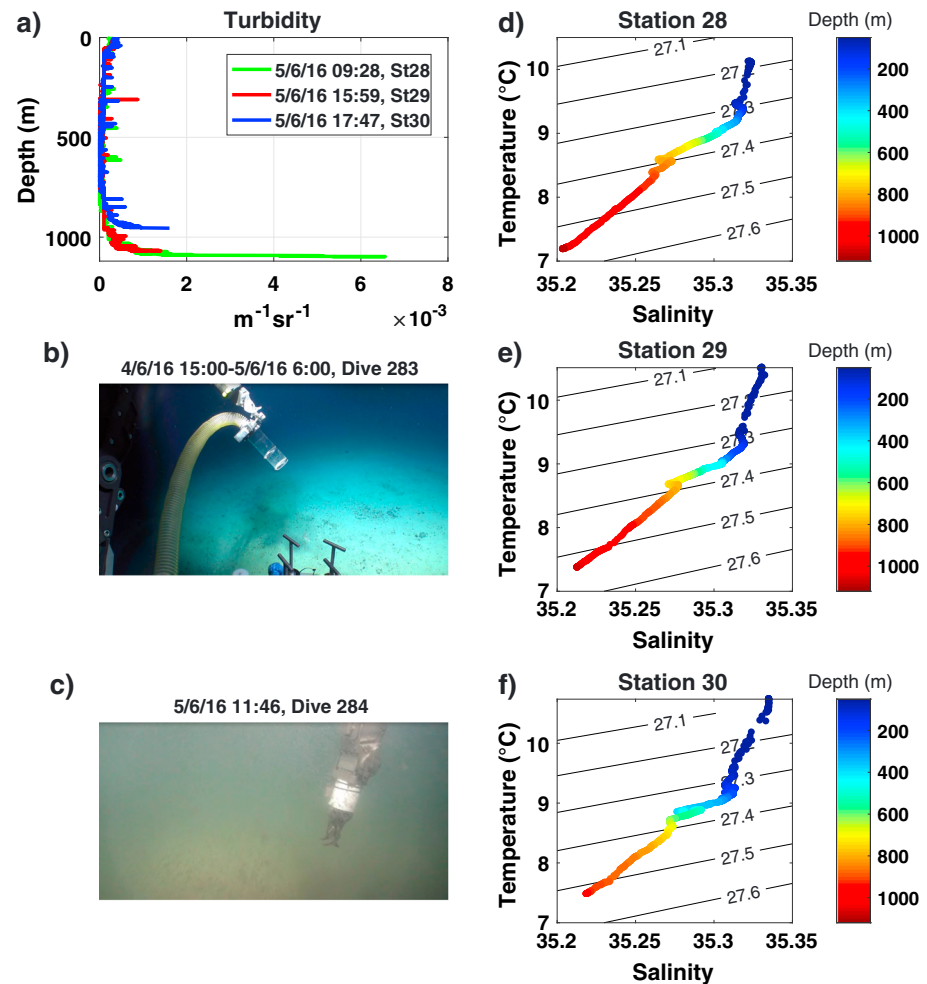 a)
Turbidity
0
500
1000
Depth (m)
5/6/16 09:28, St28
5/6/16 15:59, St29
5/6/16 17:47, St30
0 2 4 6 8
m⁻¹sr⁻¹
×10⁻³
b)
4/6/16 15:00-5/6/16 6:00, Dive 283
c)
5/6/16 11:46, Dive 284
d)
Station 28
Depth (m)
Temperature (°C)
10
9
8
7
27.1
27.4
27.5
27.6
35.2 35.25 35.3 35.35
Salinity
200
400
600
800
1000
e)
Station 29
Depth (m)
Temperature (°C)
10
9
8
7
27.1
27.3
27.4
27.5
27.6
35.2 35.25 35.3 35.35
Salinity
200
400
600
800
1000
f)
Station 30
Depth (m)
Temperature (°C)
10
9
8
7
27.1
27.4
27.5
27.6
35.2 35.25 35.3 35.35
Salinity
200
400
600
800
1000